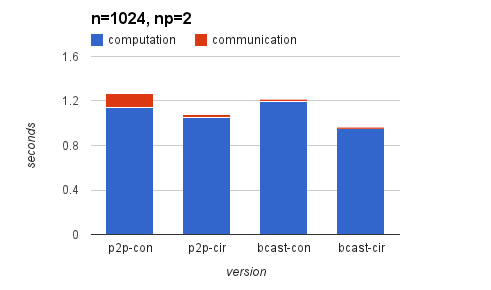 n=1024, np=2
computation communication
1.6
1.2
0.8
0.4
0
seconds
p2p-con p2p-cir bcast-con bcast-cir
version